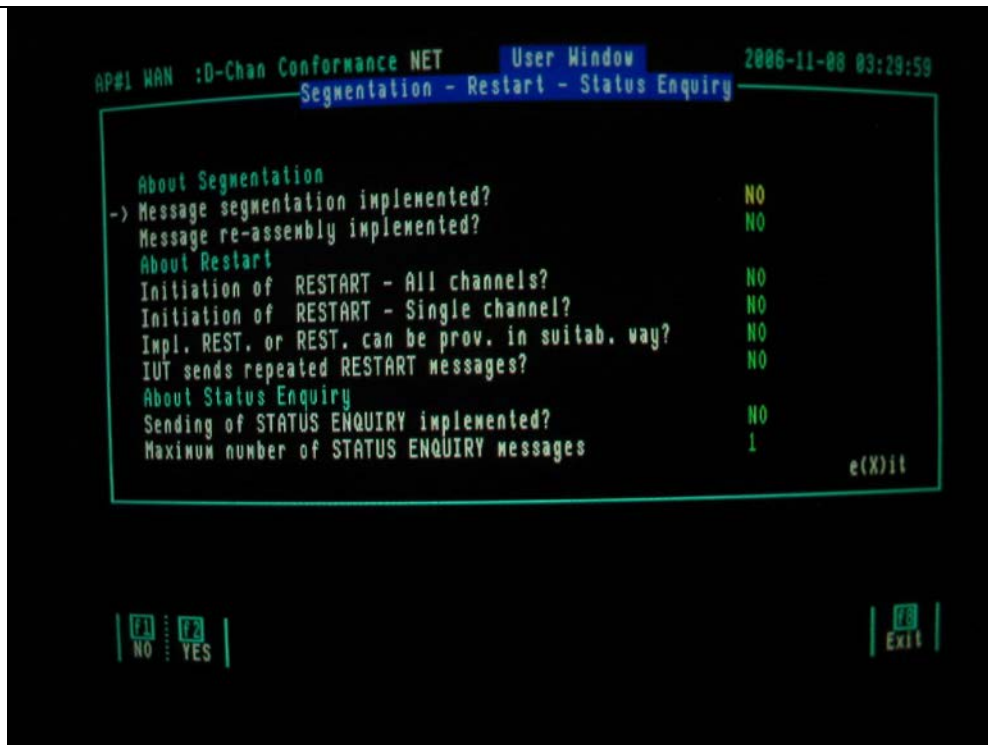 AP#1 WAN :D-Chan Conformance NET User Window 2006-11-08 03:29:59
Segmentation - Restart - Status Enquiry
About Segmentation
-> Message segmentation implemented? NO
Message re-assembly implemented? NO
About Restart
Initiation of RESTART - All channels? NO
Initiation of RESTART - Single channel? NO
Impl. REST. or REST. can be prov. in suitab. way? NO
IUT sends repeated RESTART messages? NO
About Status Enquiry
Sending of STATUS ENQUIRY implemented? NO
Maximum number of STATUS ENQUIRY messages 1
e(X)it
f1 f2 f8
NO YES Exit